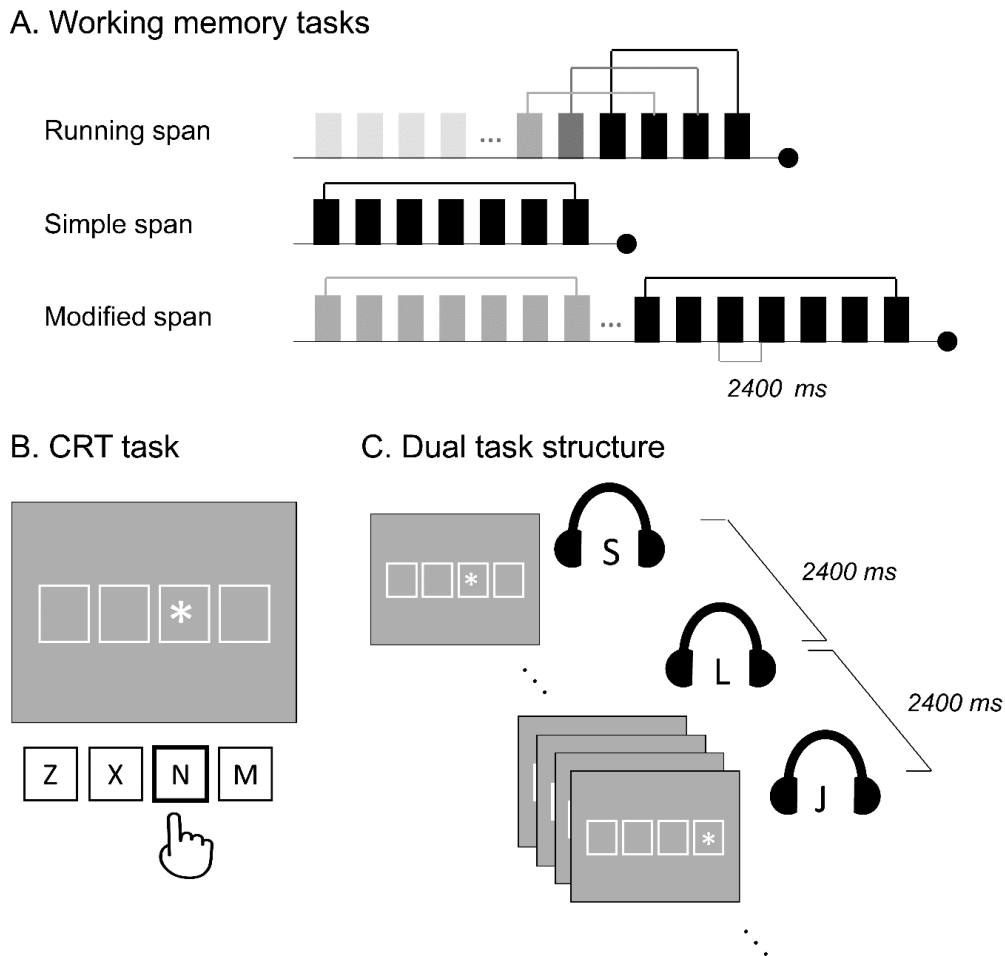 A. Working memory tasks
Running span
...
Simple span
Modified span
...
2400 ms
B. CRT task
C. Dual task structure
*
Z X N M
*
S
2400 ms
L
2400 ms
J
*